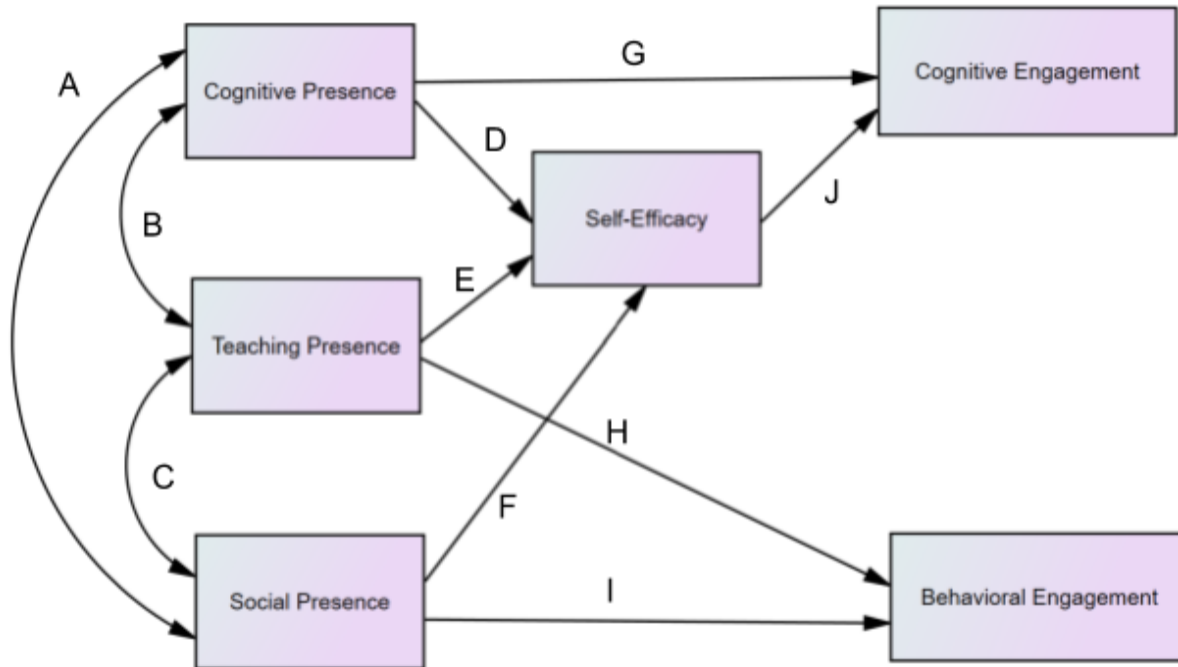 A
Cognitive Presence
G
Cognitive Engagement
D
Self-Efficacy
J
B
E
Teaching Presence
H
C
F
Social Presence
I
Behavioral Engagement